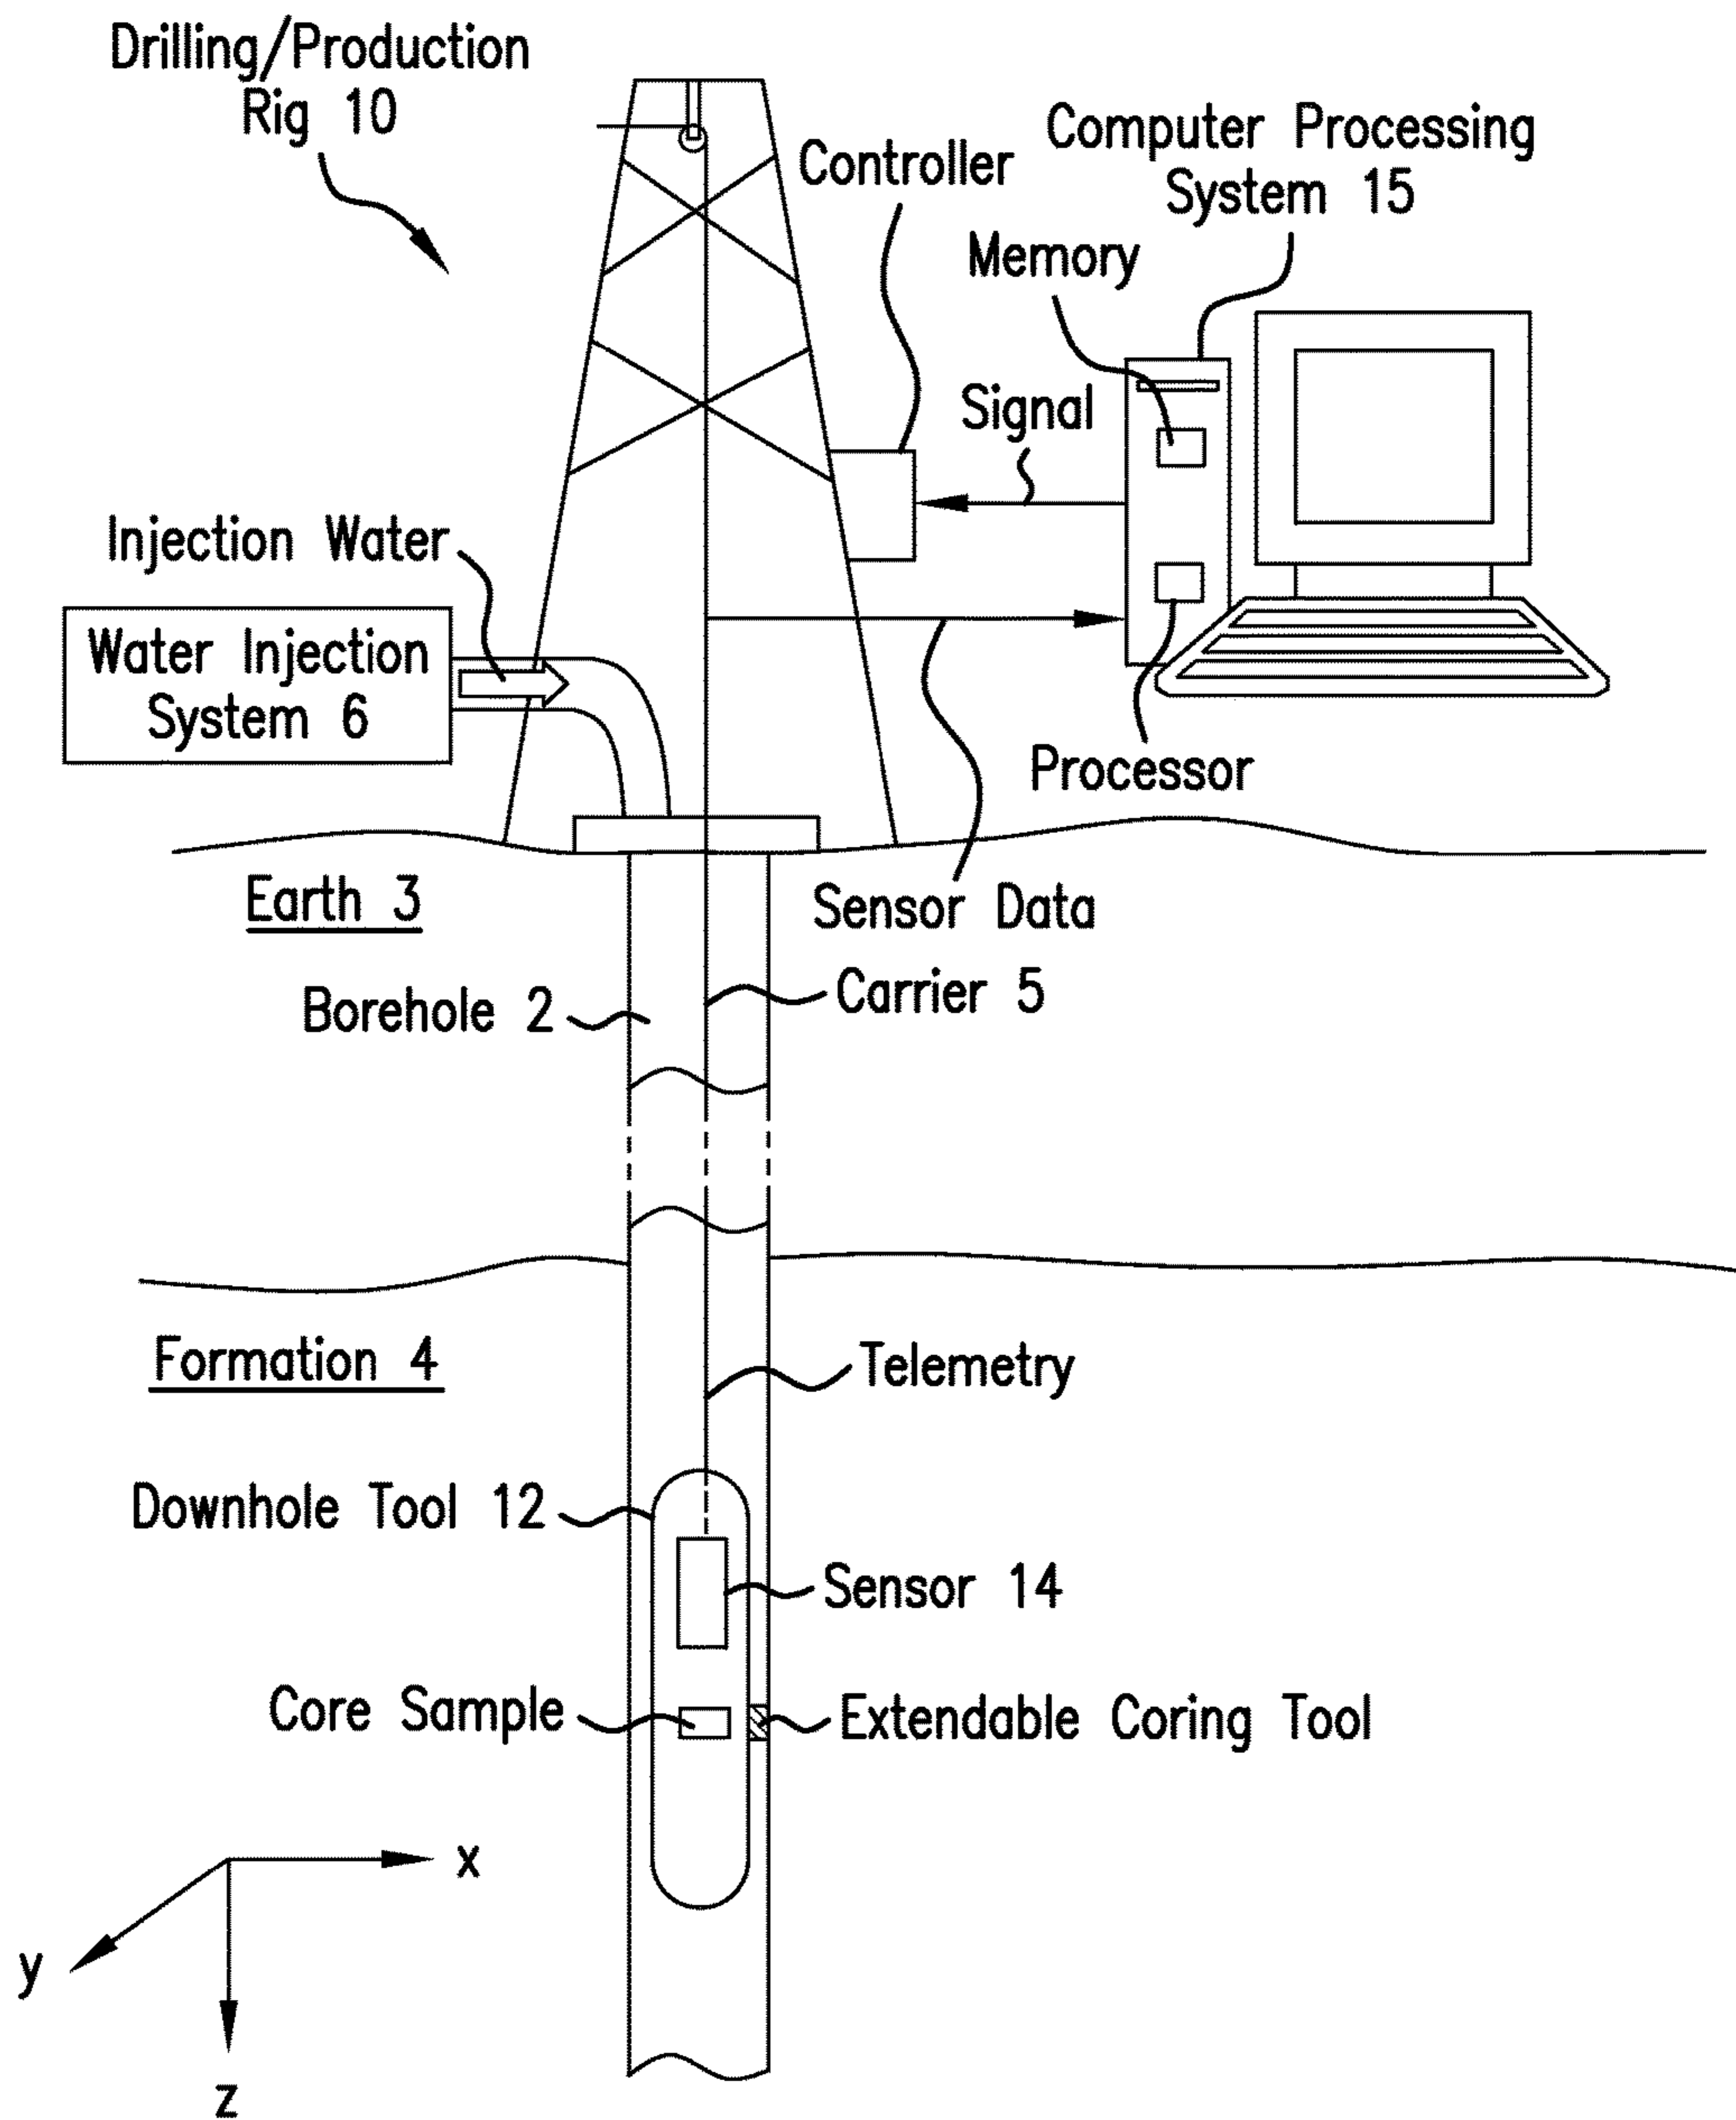 Drilling/Production
Rig 10
Controller
Computer Processing
System 15
Memory
Signal
Injection Water
Water Injection
System 6
Processor
Earth 3
Sensor Data
Carrier 5
Borehole 2
Formation 4
Telemetry
Downhole Tool 12
Sensor 14
Core Sample
Extendable Coring Tool
x
y
z